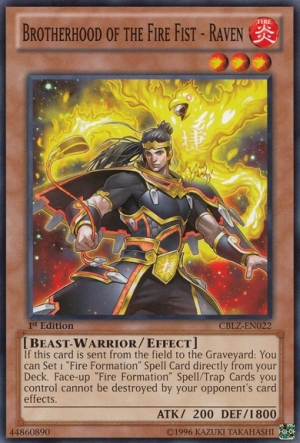 BROTHERHOOD OF THE FIRE FIST - RAVEN
FIRE
炎
1st Edition
CBLZ-EN022
[BEAST-WARRIOR/EFFECT]
If this card is sent from the field to the Graveyard: You
can Set 1 "Fire Formation" Spell Card directly from your
Deck. Face-up "Fire Formation" Spell/Trap Cards you
control cannot be destroyed by your opponent's card
effects.
ATK/ 200 DEF/1800
44860890
©1996 KAZUKI TAKAHASHI